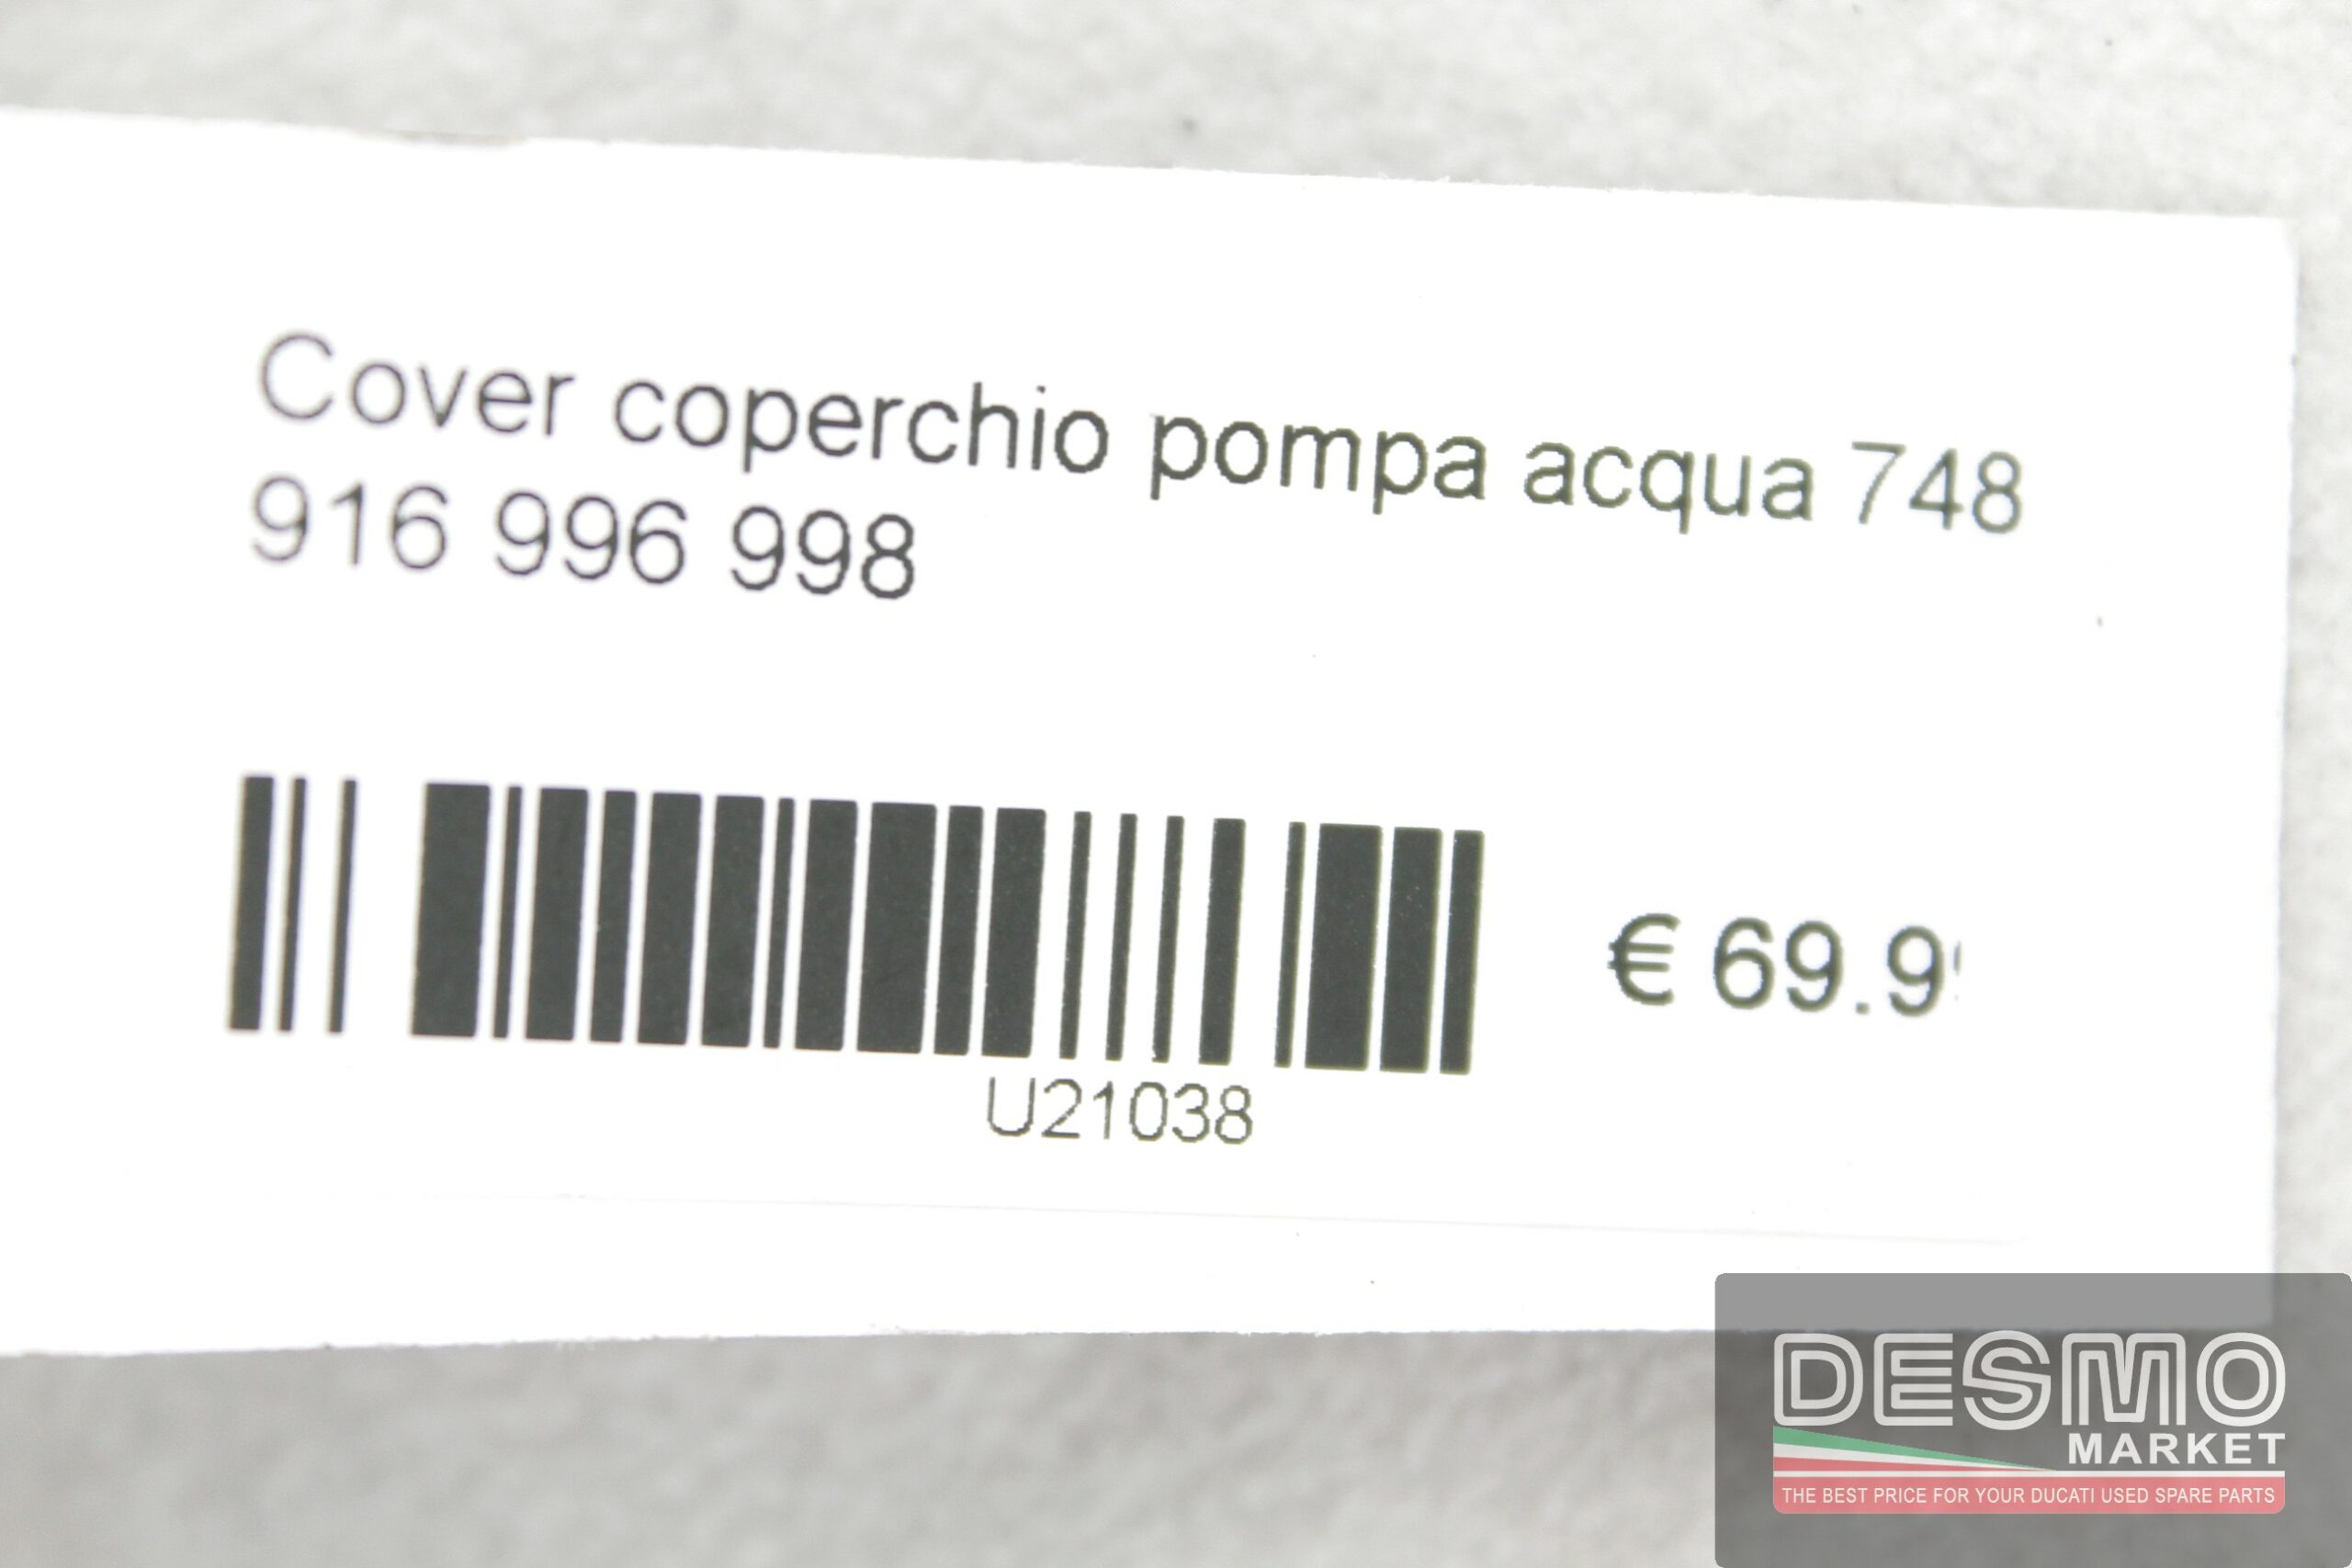 Cover coperchio pompa acqua 748
916 996 998
€ 69.9
U21038
DESMO
MARKET
THE BEST PRICE FOR YOUR DUCATI USED SPARE PARTS